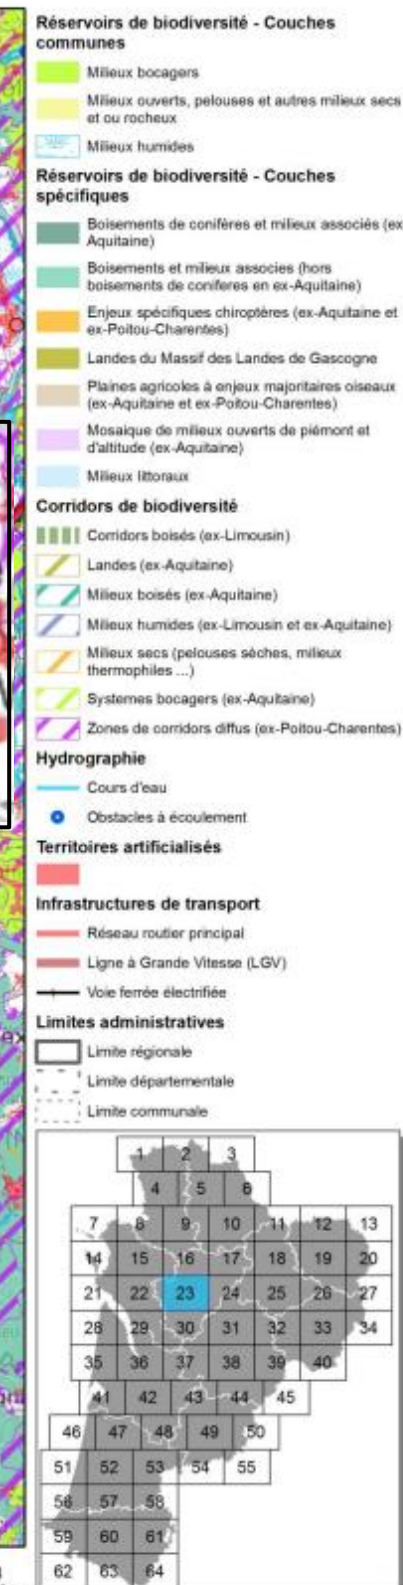 Réservoirs de biodiversité - Couches
communes
Milieux bocagers
Milieux ouverts, pelouses et autres milieux secs
et ou rocheux
Milieux humides
Réservoirs de biodiversité - Couches
spécifiques
Boisements de conifères et milieux associés (ex
Aquitaine)
Boisements et milieux associes (hors
boisements de coniferes en ex-Aquitaine)
Enjeux spécifiques chiroptères (ex-Aquitaine et
ex-Poitou-Charentes)
Landes du Massif des Landes de Gascogne
Plaines agricoles à enjeux majoritaires oiseaux
(ex-Aquitaine et ex-Poitou-Charentes)
Mosaique de milieux ouverts de piémont et
d'altitude (ex-Aquitaine)
Milieux littoraux
Corridors de biodiversité
Corridors boisés (ex-Limousin)
Landes (ex-Aquitaine)
Milieux boisés (ex-Aquitaine)
Milieux humides (ex-Limousin et ex-Aquitaine)
Milieux secs (pelouses sèches, milieux
thermophiles ...)
Systemes bocagers (ex-Aquitaine)
Zones de corridors diffus (ex-Poitou-Charentes)
Hydrographie
Cours d'eau
Obstacles à écoulement
Territoires artificialisés
Infrastructures de transport
Réseau routier principal
Ligne à Grande Vitesse (LGV)
Voie ferrée électrifiée
Limites administratives
Limite régionale
Limite départementale
Limite communale
1 2 3
4 5 6
7 8 9 10 11 12 13
14 15 16 17 18 19 20
21 22 23 24 25 26 27
28 29 30 31 32 33 34
35 36 37 38 39 40
41 42 43 44 45
46 47 48 49 50
51 52 53 54 55
56 57 58
59 60 61
62 63 64